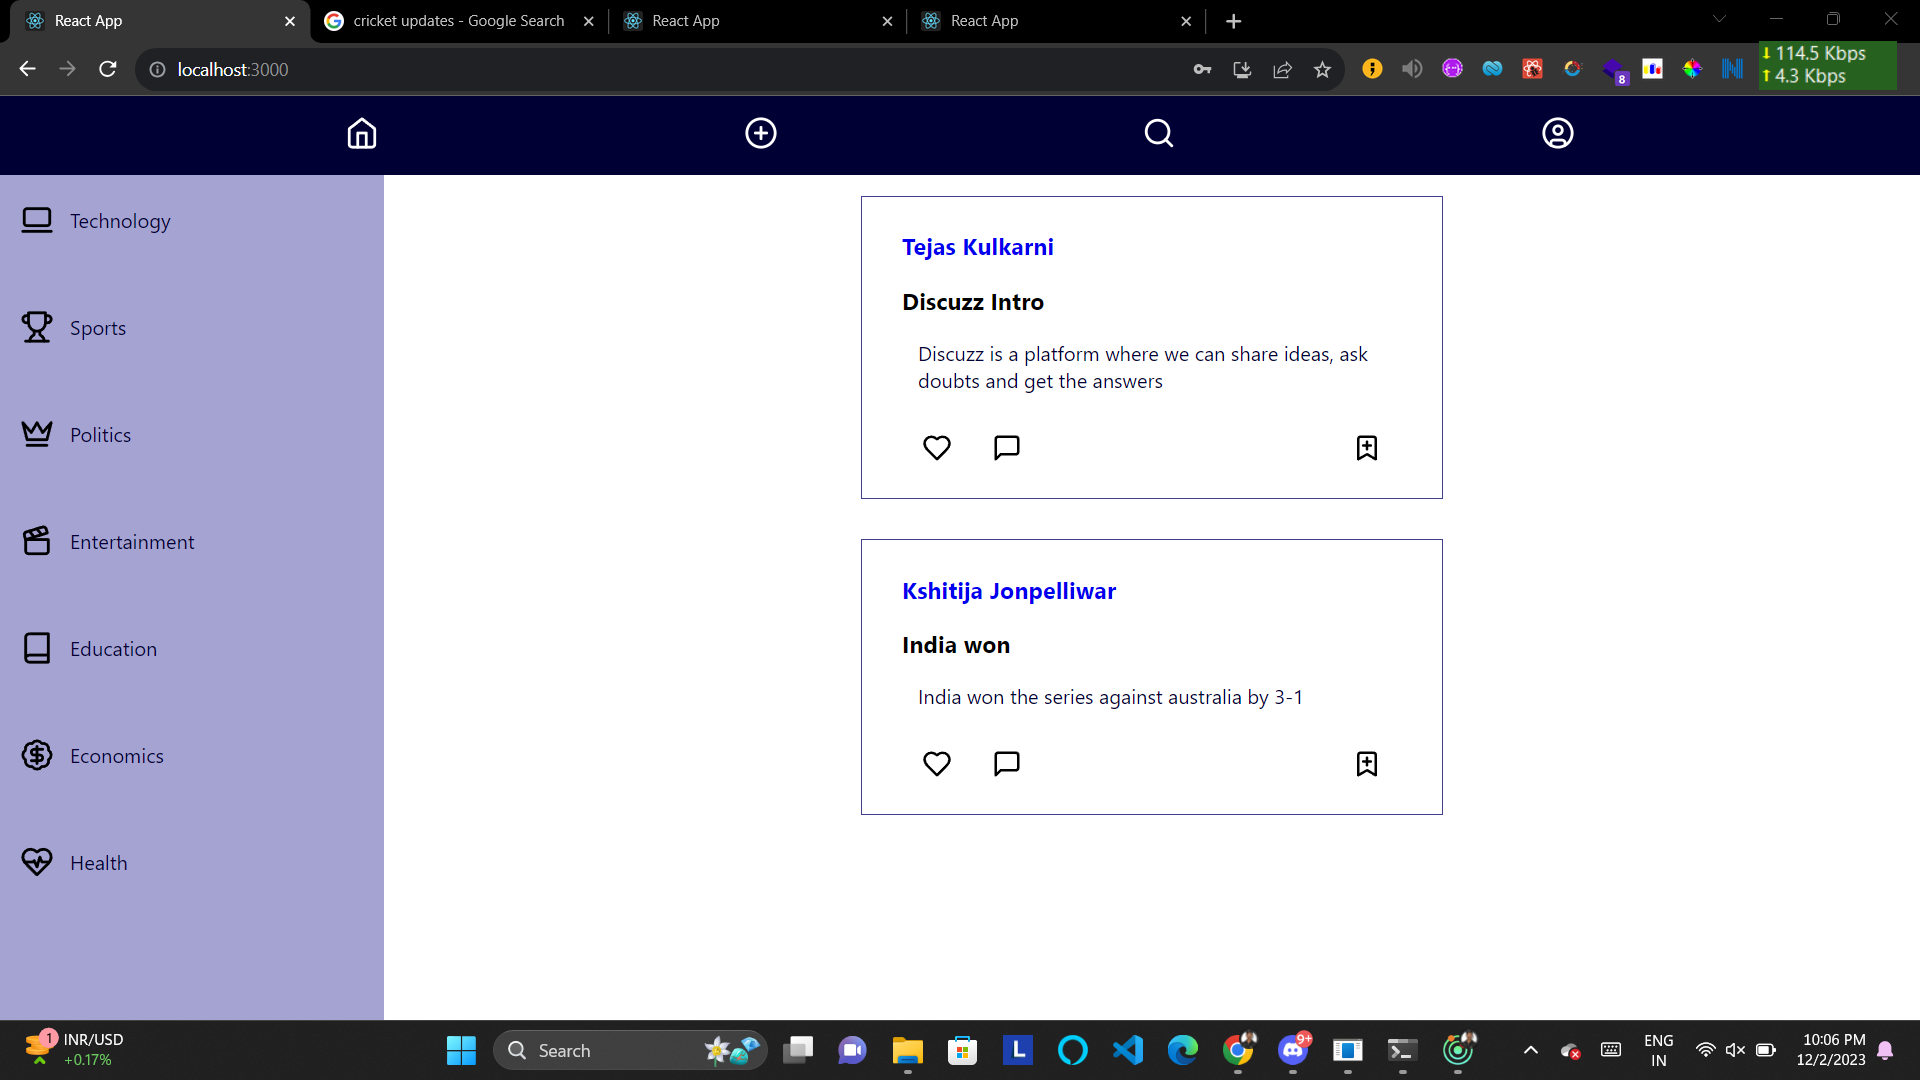 React App
cricket updates - Google Search
React App
React App
localhost:3000
8
114.5 Kbps
4.3 Kbps
Technology
Sports
Politics
Entertainment
Education
Economics
Health
Tejas Kulkarni
Discuzz Intro
Discuzz is a platform where we can share ideas, ask
doubts and get the answers
Kshitija Jonpelliwar
India won
India won the series against australia by 3-1
1
INR/USD
+0.17%
Search
L
9+
ENG
IN
10:06 PM
12/2/2023